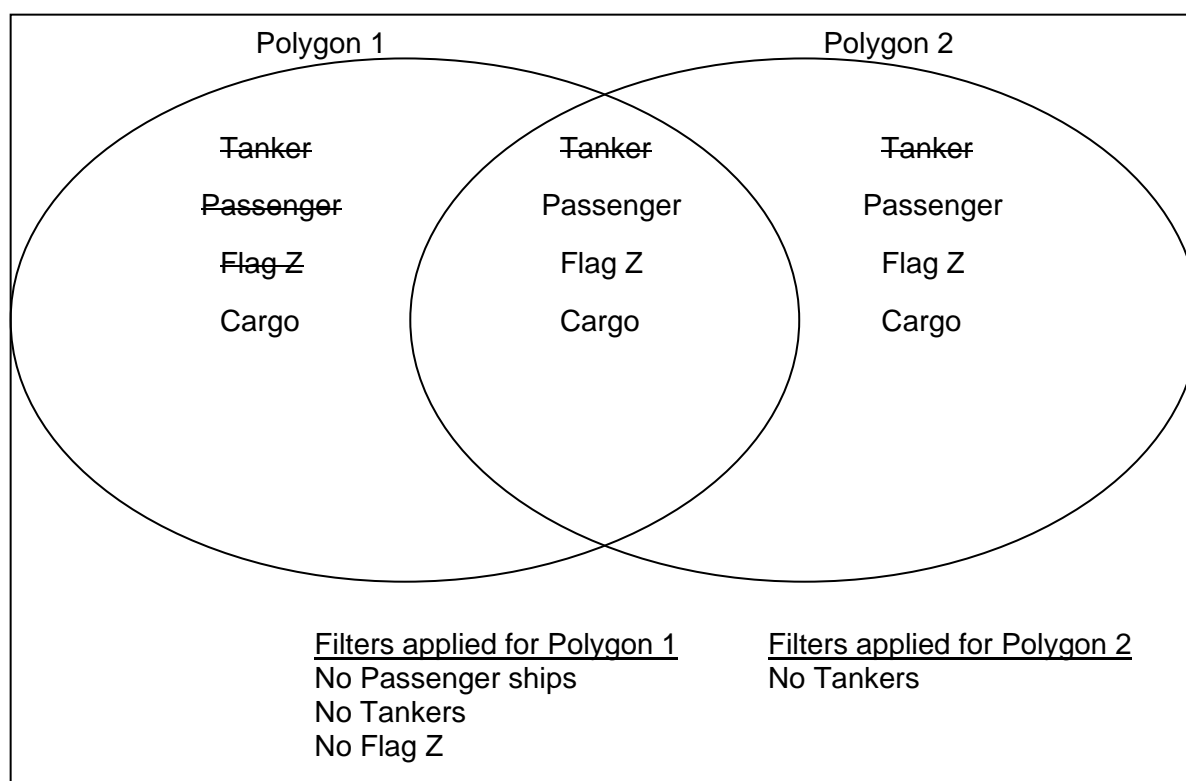 Polygon 1 Polygon 2
Tanker Tanker Tanker
Passenger Passenger Passenger
Flag Z Flag Z Flag Z
Cargo Cargo Cargo
Filters applied for Polygon 1 Filters applied for Polygon 2
No Passenger ships No Tankers
No Tankers
No Flag Z